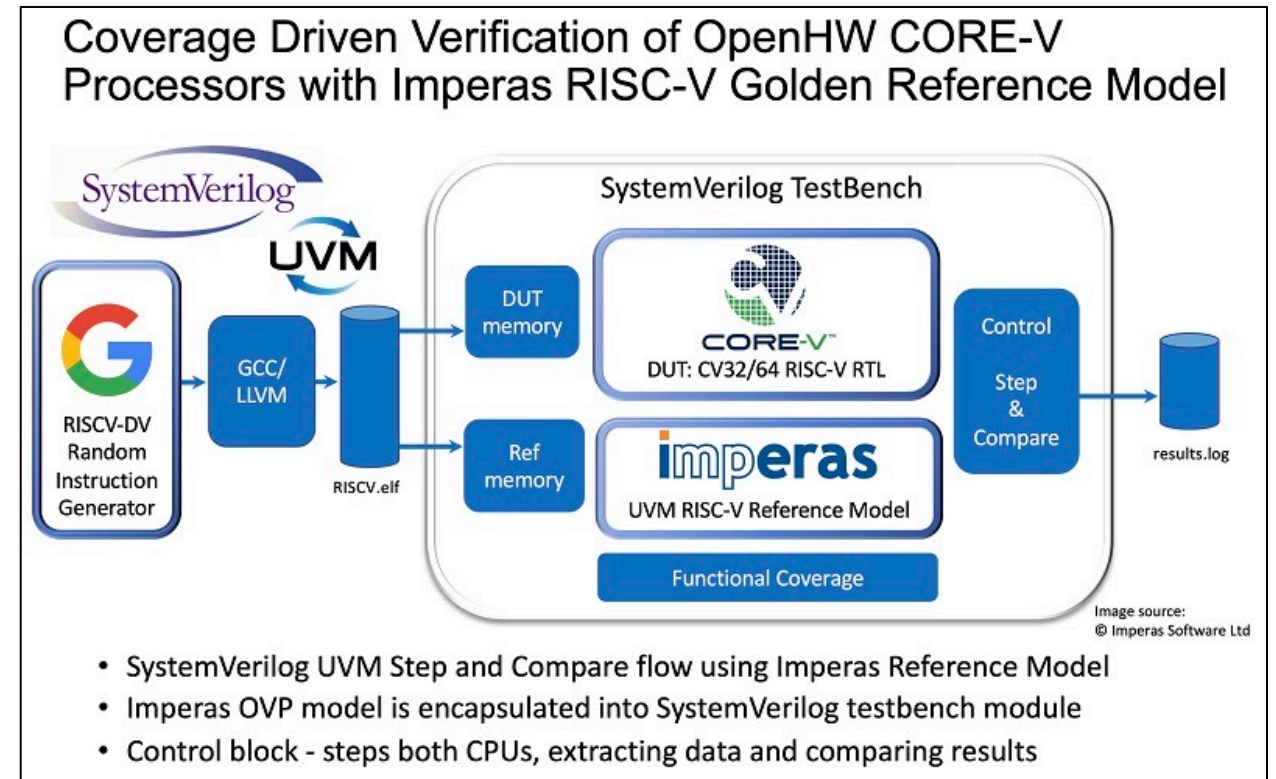 Coverage Driven Verification of OpenHW CORE-V
Processors with Imperas RISC-V Golden Reference Model
SystemVerilog
UVM
RISCV-DV
Random
Instruction
Generator
GCC/
LLVM
RISCV.elf
SystemVerilog TestBench
DUT
memory
Ref
memory
CV
CORE-V™
DUT: CV32/64 RISC-V RTL
imperas
UVM RISC-V Reference Model
Functional Coverage
Control
Step
&
Compare
results.log
Image source:
© Imperas Software Ltd
• SystemVerilog UVM Step and Compare flow using Imperas Reference Model
• Imperas OVP model is encapsulated into SystemVerilog testbench module
• Control block - steps both CPUs, extracting data and comparing results